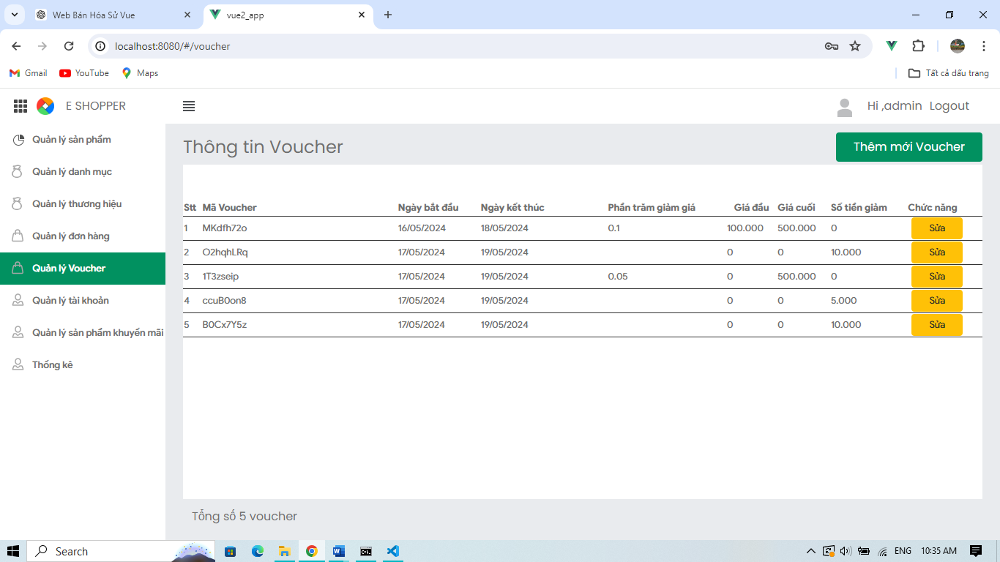 Web Bán Hóa Sử Vue
vue2_app
localhost:8080/#/voucher
Gmail YouTube Maps Tất cả dấu trang
E SHOPPER Hi ,admin Logout
Quản lý sản phẩm
Quản lý danh mục
Quản lý thương hiệu
Quản lý đơn hàng
Quản lý Voucher
Quản lý tài khoản
Quản lý sản phẩm khuyến mãi
Thống kê
Thông tin Voucher Thêm mới Voucher
Stt Mã Voucher Ngày bắt đầu Ngày kết thúc Phần trăm giảm giá Giá đầu Giá cuối Số tiền giảm Chức năng
1 MKdfh72o 16/05/2024 18/05/2024 0.1 100.000 500.000 0 Sửa
2 O2hqhLRq 17/05/2024 19/05/2024 0 0 10.000 Sửa
3 1T3zseip 17/05/2024 19/05/2024 0.05 0 500.000 0 Sửa
4 ccuB0on8 17/05/2024 19/05/2024 0 0 5.000 Sửa
5 B0Cx7Y5z 17/05/2024 19/05/2024 0 0 10.000 Sửa
Tổng số 5 voucher
Search ENG 10:35 AM